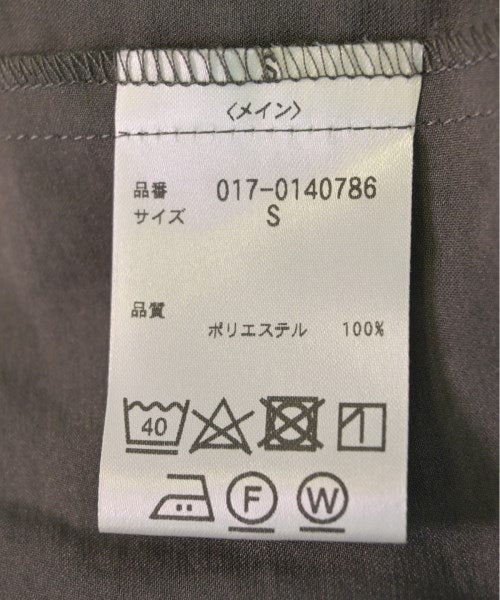 S
〈メイン〉
品番 017-0140786
サイズ S
品質
ポリエステル 100%
40
F W